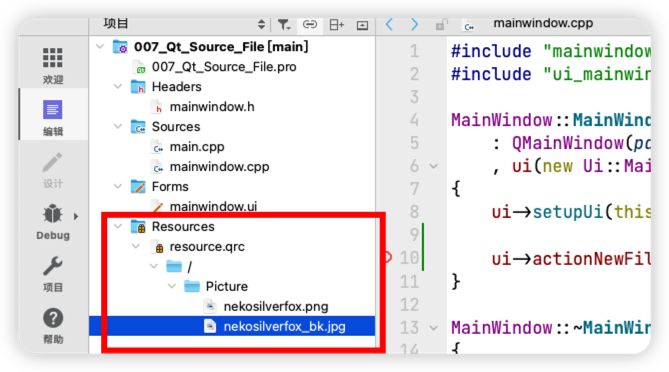 项目
mainwindow.cpp
欢迎
编辑
设计
Debug
项目
帮助
007_Qt_Source_File [main]
007_Qt_Source_File.pro
Headers
mainwindow.h
Sources
main.cpp
mainwindow.cpp
Forms
mainwindow.ui
Resources
resource.qrc
/
Picture
nekosilverfox.png
nekosilverfox_bk.jpg
1 #include "mainwindow
2 #include "ui_mainwin
3
4 MainWindow::MainWind
5 : QMainWindow(pa
6 , ui(new Ui::Mai
7 {
8 ui->setupUi(this
9
10 ui->actionNewFil
11 }
12
13 MainWindow::~MainWin
14 {